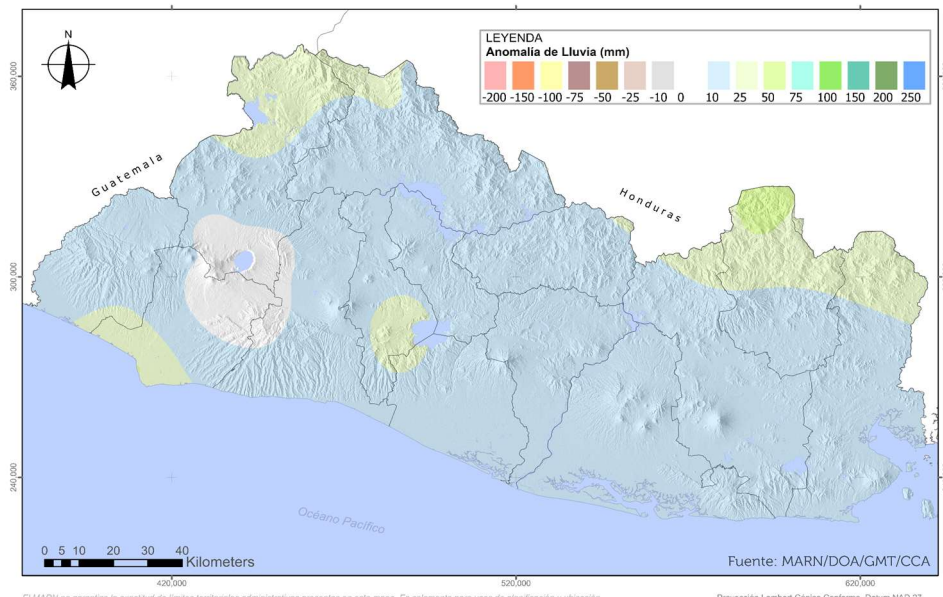 N
LEYENDA
Anomalía de Lluvia (mm)
-200 -150 -100 -75 -50 -25 -10 0 10 25 50 75 100 150 200 250
360,000
Guatemala
Honduras
300,000
240,000
Océano Pacífico
0 5 10 20 30 40
Kilometers
Fuente: MARN/DOA/GMT/CCA
420,000 520,000 620,000